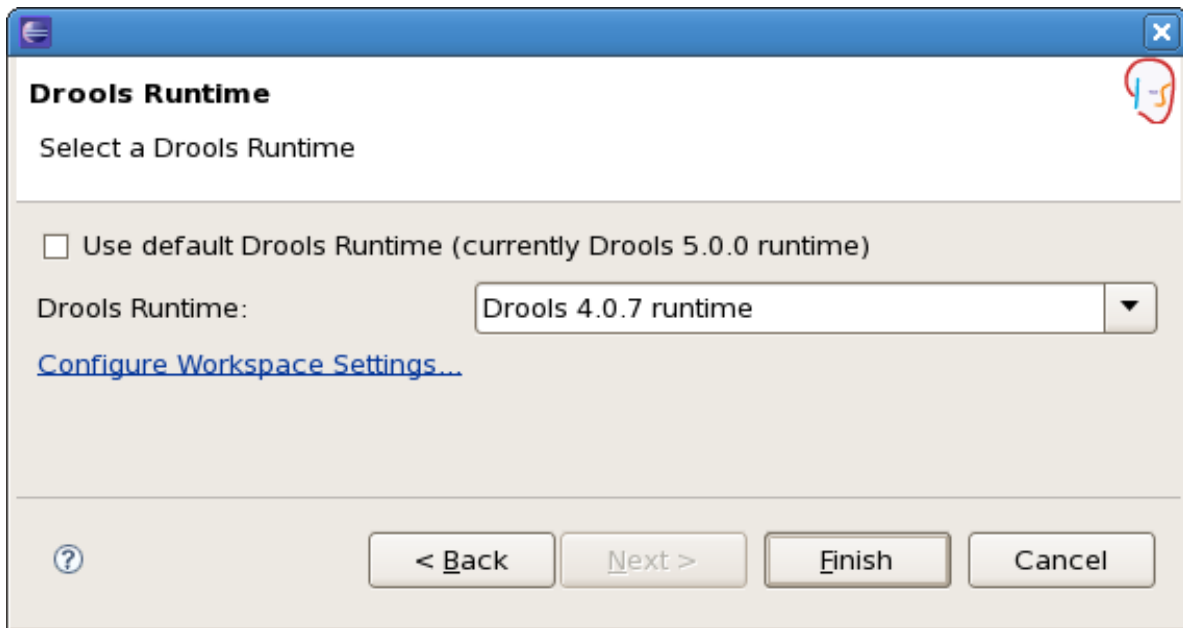 Drools Runtime
Select a Drools Runtime
Use default Drools Runtime (currently Drools 5.0.0 runtime)
Drools Runtime: Drools 4.0.7 runtime
Configure Workspace Settings...
? < Back Next > Finish Cancel